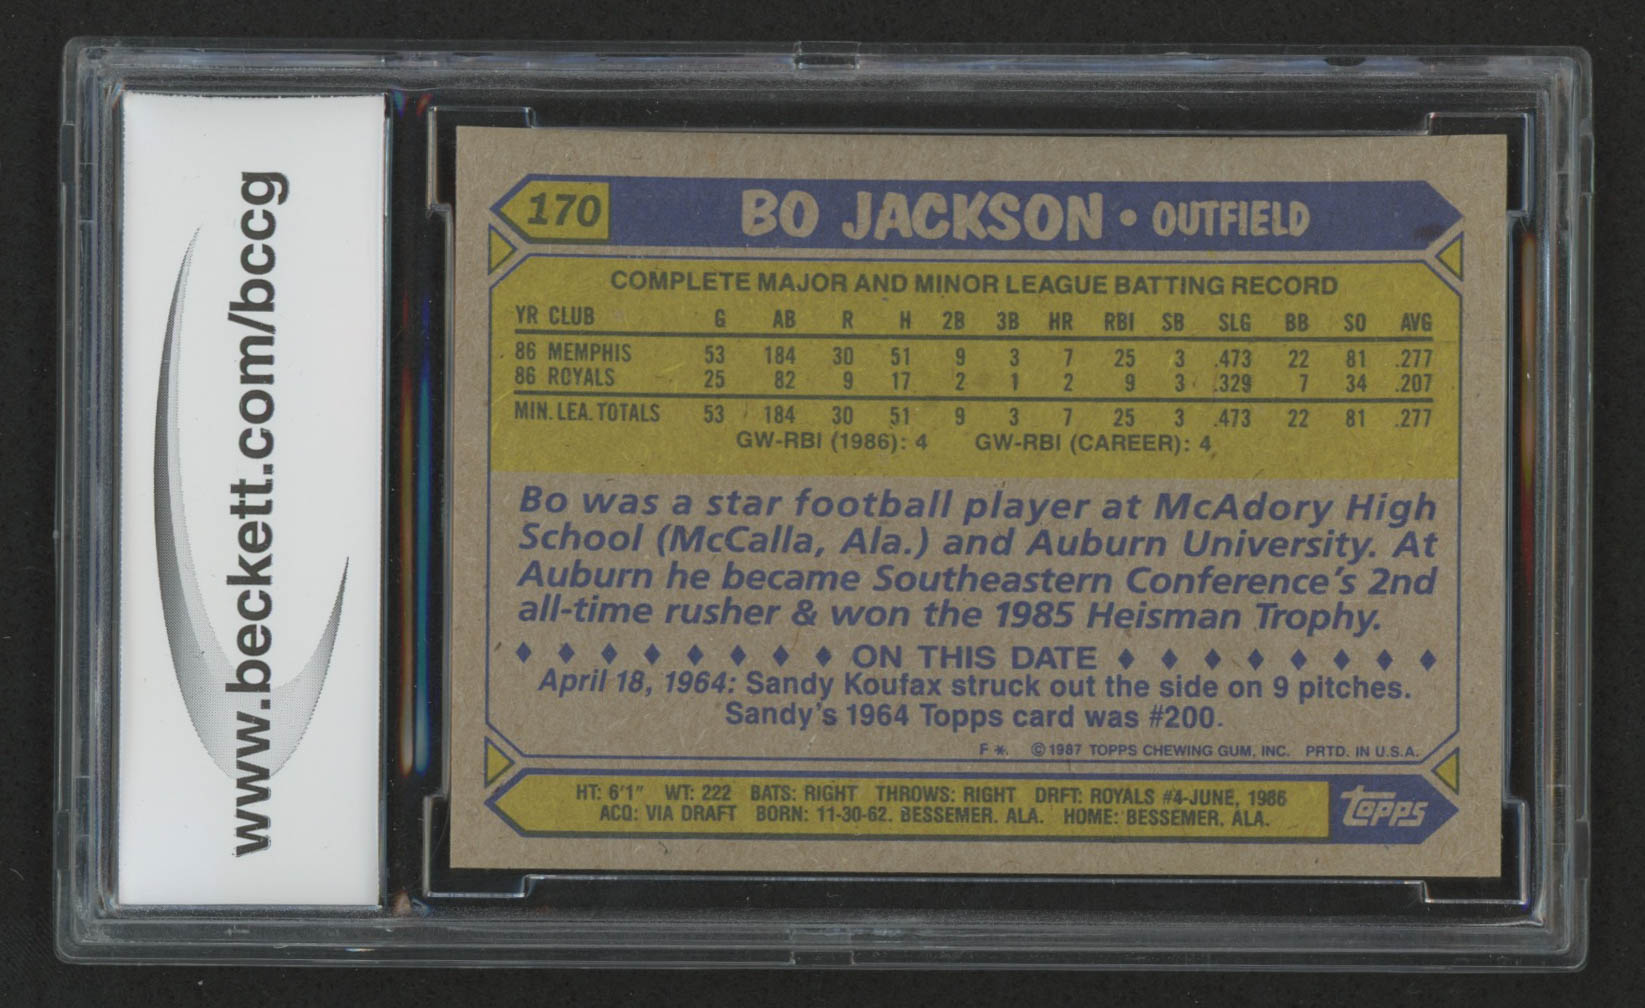 www.beckett.com/bccg
170 BO JACKSON • OUTFIELD
COMPLETE MAJOR AND MINOR LEAGUE BATTING RECORD
YR CLUB G AB R H 2B 3B HR RBI SB SLG BB SO AVG
86 MEMPHIS 53 184 30 51 9 3 7 25 3 .473 22 81 .277
86 ROYALS 25 82 9 17 2 1 2 9 3 .329 7 34 .207
MIN. LEA. TOTALS 53 184 30 51 9 3 7 25 3 .473 22 81 .277
GW-RBI (1986): 4 GW-RBI (CAREER): 4
Bo was a star football player at McAdory High
School (McCalla, Ala.) and Auburn University. At
Auburn he became Southeastern Conference's 2nd
all-time rusher & won the 1985 Heisman Trophy.
♦ ♦ ♦ ♦ ♦ ♦ ♦ ♦ ON THIS DATE ♦ ♦ ♦ ♦ ♦ ♦ ♦ ♦
April 18, 1964: Sandy Koufax struck out the side on 9 pitches.
Sandy's 1964 Topps card was #200.
F *. © 1987 TOPPS CHEWING GUM, INC. PRTD. IN U.S.A.
HT: 6'1" WT: 222 BATS: RIGHT THROWS: RIGHT DRFT: ROYALS #4-JUNE, 1986
ACQ: VIA DRAFT BORN: 11-30-62, BESSEMER, ALA. HOME: BESSEMER, ALA.
topps